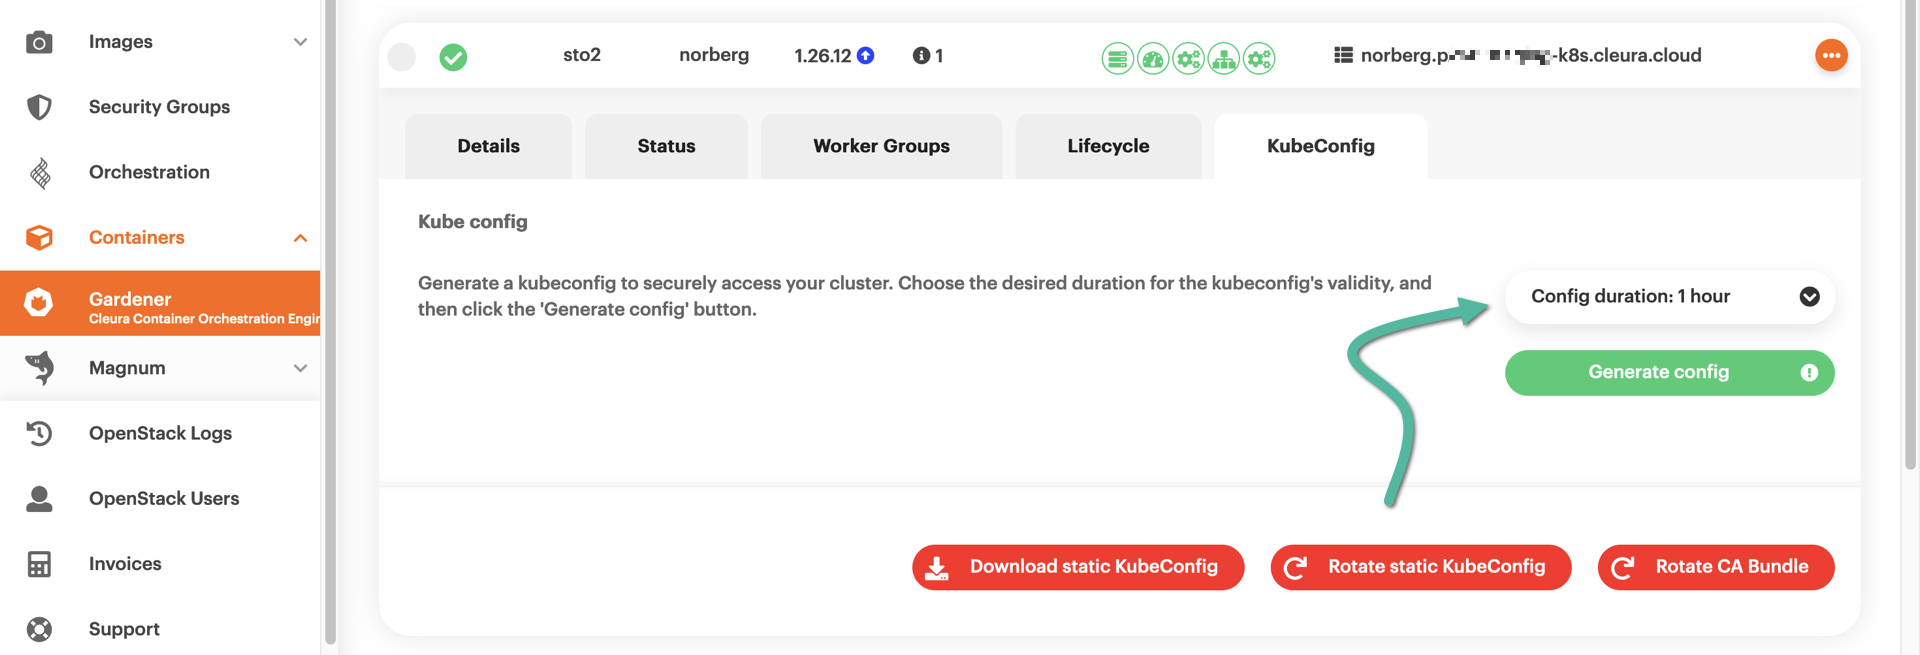 Images
Security Groups
Orchestration
Containers
Gardener
Cleura Container Orchestration Engin
Magnum
OpenStack Logs
OpenStack Users
Invoices
Support
sto2 norberg 1.26.12 1 norberg.p -k8s.cleura.cloud
Details Status Worker Groups Lifecycle KubeConfig
Kube config
Generate a kubeconfig to securely access your cluster. Choose the desired duration for the kubeconfig's validity, and
then click the 'Generate config' button.
Config duration: 1 hour
Generate config
Download static KubeConfig Rotate static KubeConfig Rotate CA Bundle